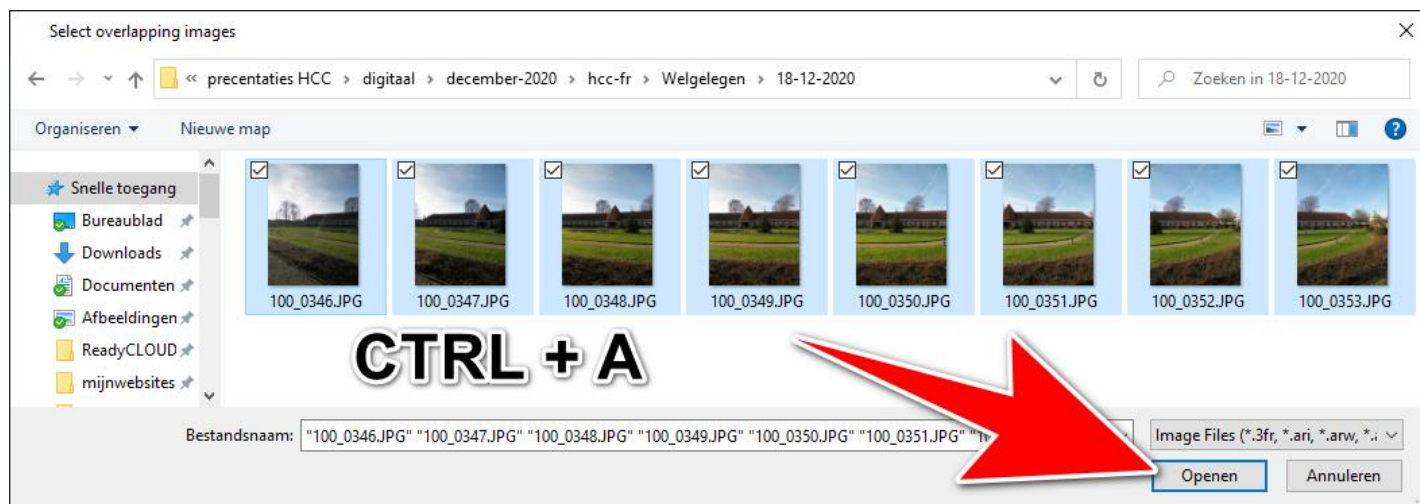 Select overlapping images
« precentaties HCC > digitaal > december-2020 > hcc-fr > Welgelegen > 18-12-2020
Zoeken in 18-12-2020
Organiseren
Nieuwe map
Snelle toegang
Bureaublad
Downloads
Documenten
Afbeeldingen
ReadyCLOUD
mijnwebsites
100_0346.JPG
100_0347.JPG
100_0348.JPG
100_0349.JPG
100_0350.JPG
100_0351.JPG
100_0352.JPG
100_0353.JPG
CTRL + A
Bestandsnaam:
"100_0346.JPG" "100_0347.JPG" "100_0348.JPG" "100_0349.JPG" "100_0350.JPG" "100_0351.JPG"
Image Files (*.3fr, *.ari, *.arw, *.
Openen
Annuleren